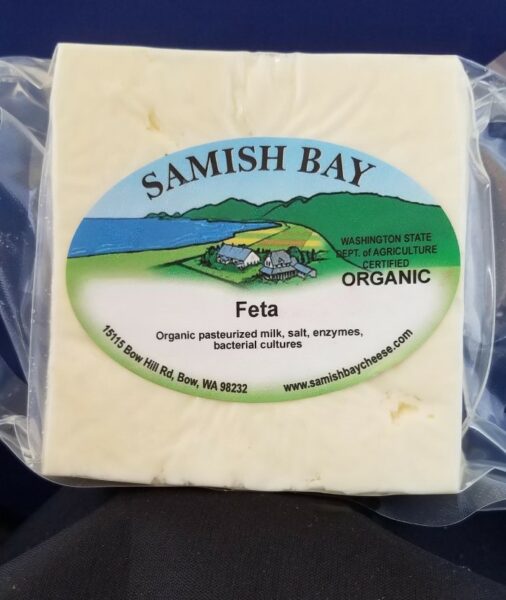 SAMISH BAY
WASHINGTON STATE
DEPT. of AGRICULTURE
CERTIFIED
ORGANIC
Feta
Organic pasteurized milk, salt, enzymes,
bacterial cultures
15115 Bow Hill Rd, Bow, WA 98232
www.samishbaycheese.com